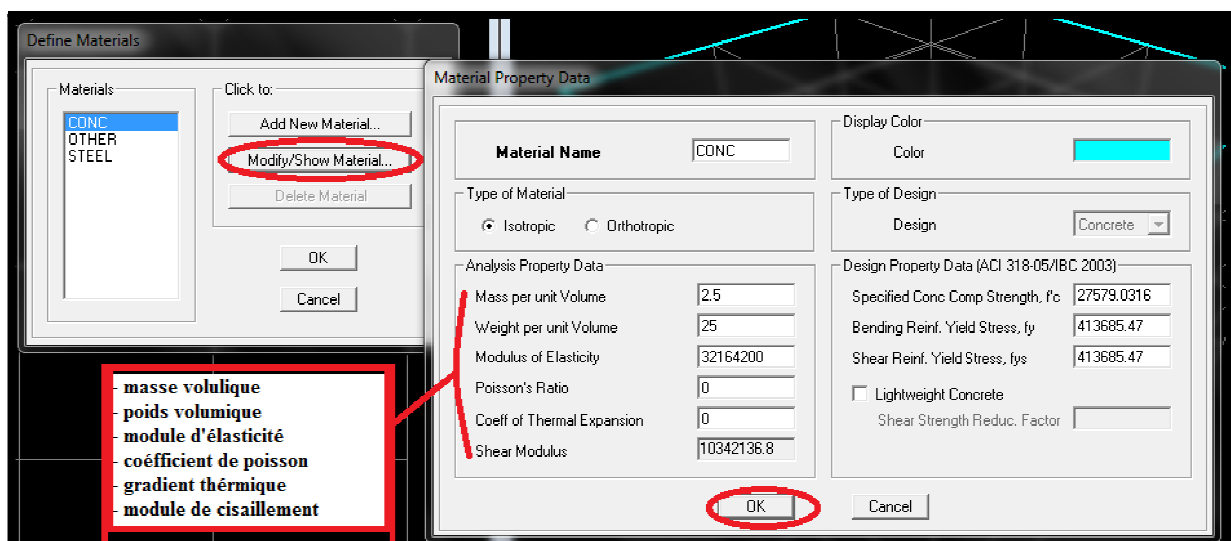 Define Materials
Materials
CONC
OTHER
STEEL
Click to:
Add New Material...
Modify/Show Material...
Delete Material
OK
Cancel
- masse volulique
- poids volumique
- module d'élasticité
- coéfficient de poisson
- gradient thérmique
- module de cisaillement
Material Property Data
Material Name CONC
Display Color
Color
Type of Material
Isotropic Orthotropic
Type of Design
Design Concrete
Analysis Property Data
Mass per unit Volume 2.5
Weight per unit Volume 25
Modulus of Elasticity 32164200
Poisson's Ratio 0
Coeff of Thermal Expansion 0
Shear Modulus 10342136.8
Design Property Data (ACI 318-05/IBC 2003)
Specified Conc Comp Strength, f'c 27579.0316
Bending Reinf. Yield Stress, fy 413685.47
Shear Reinf. Yield Stress, fys 413685.47
Lightweight Concrete
Shear Strength Reduc. Factor
OK
Cancel